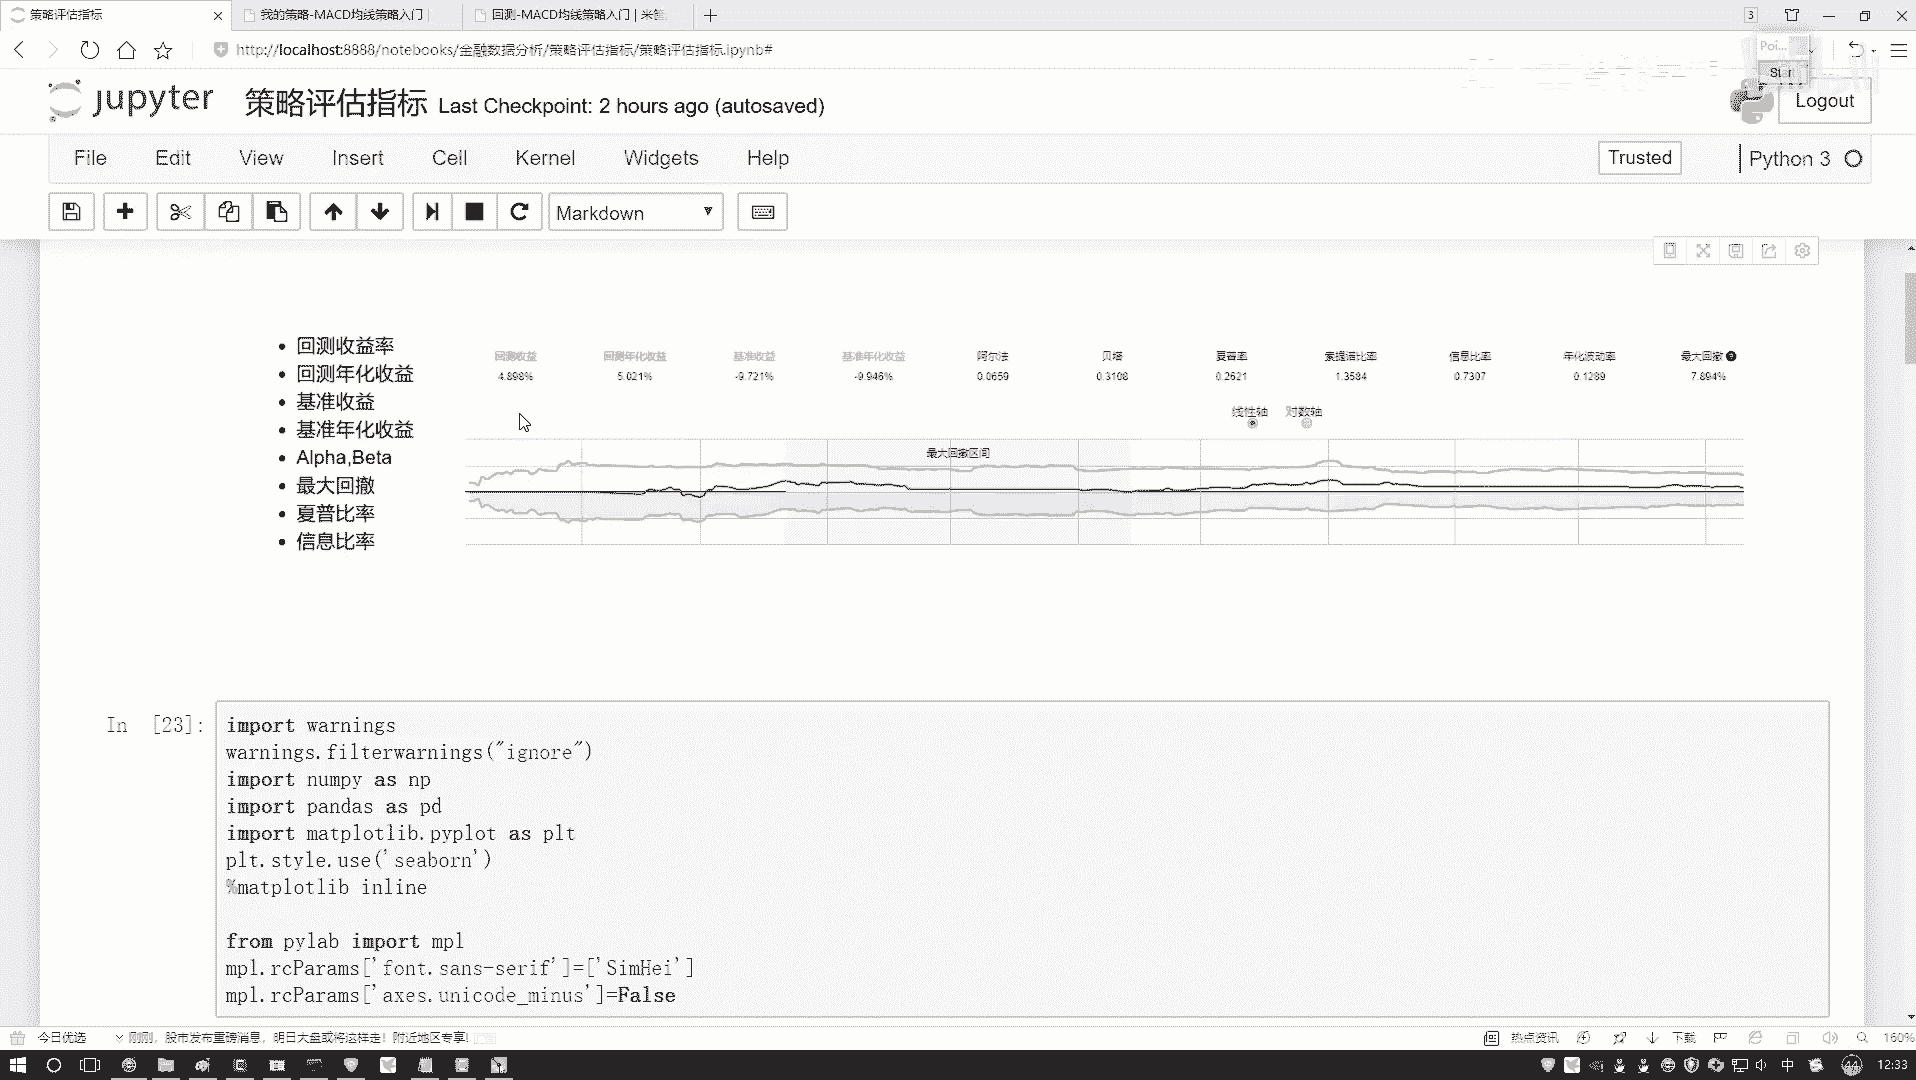 策略评估指标
我的策略-MACD均线策略入门
回测-MACD均线策略入门 | 米筐
3
http://localhost:8888/notebooks/金融数据分析/策略评估指标/策略评估指标.ipynb#
Poi...
Start
jupyter
策略评估指标 Last Checkpoint: 2 hours ago (autosaved)
Logout
File Edit View Insert Cell Kernel Widgets Help
Trusted
Python 3
Markdown
回测收益率
回测年化收益
基准收益
基准年化收益
Alpha,Beta
最大回撤
夏普比率
信息比率
回测收益 回测年化收益 基准收益 基准年化收益 阿尔法 贝塔 夏普率 索提诺比率 信息比率 年化波动率 最大回撤
4.898% 5.021% -9.721% -9.946% 0.0659 0.3108 0.2621 1.3584 0.7307 0.1289 7.894%
线性轴 对数轴
最大回撤区间
In [23]:
import warnings
warnings.filterwarnings("ignore")
import numpy as np
import pandas as pd
import matplotlib.pyplot as plt
plt.style.use('seaborn')
%matplotlib inline
from pylab import mpl
mpl.rcParams['font.sans-serif']=['SimHei']
mpl.rcParams['axes.unicode_minus']=False
今日优选
刚刚，股市发布重磅消息，明日大盘或将这样走！附近地区专享!
热点资讯
下载
160%
中
44
12:33